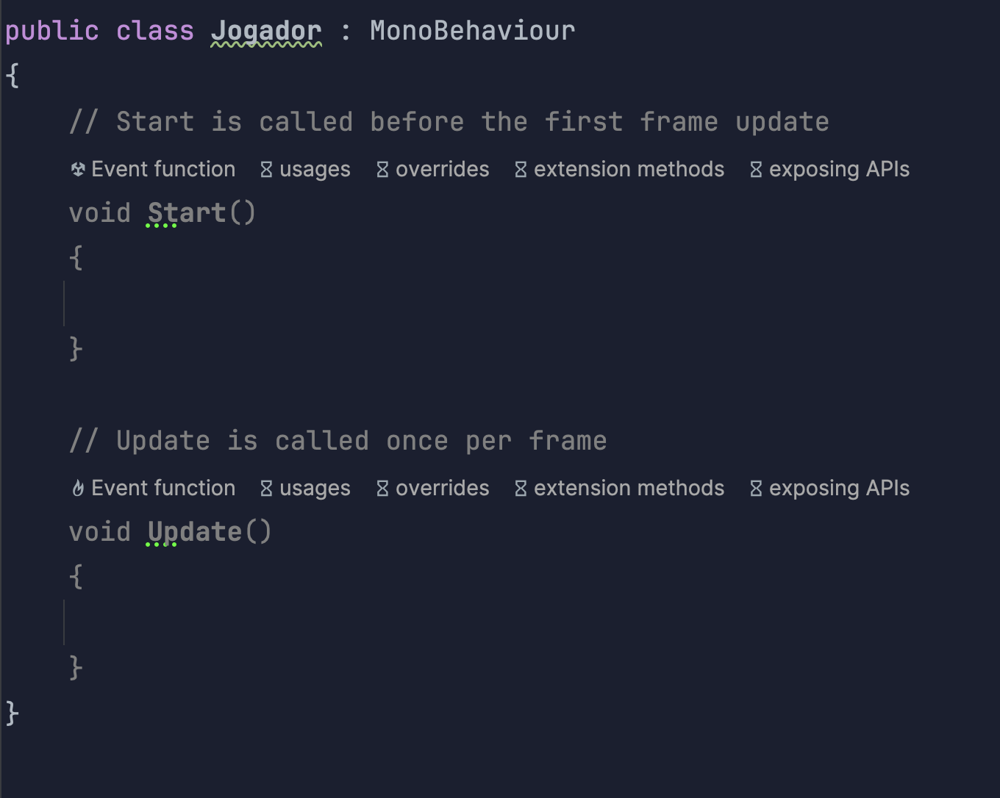 public class Jogador : MonoBehaviour
{
// Start is called before the first frame update
Event function usages overrides extension methods exposing APIs
void Start()
{
}
// Update is called once per frame
Event function usages overrides extension methods exposing APIs
void Update()
{
}
}